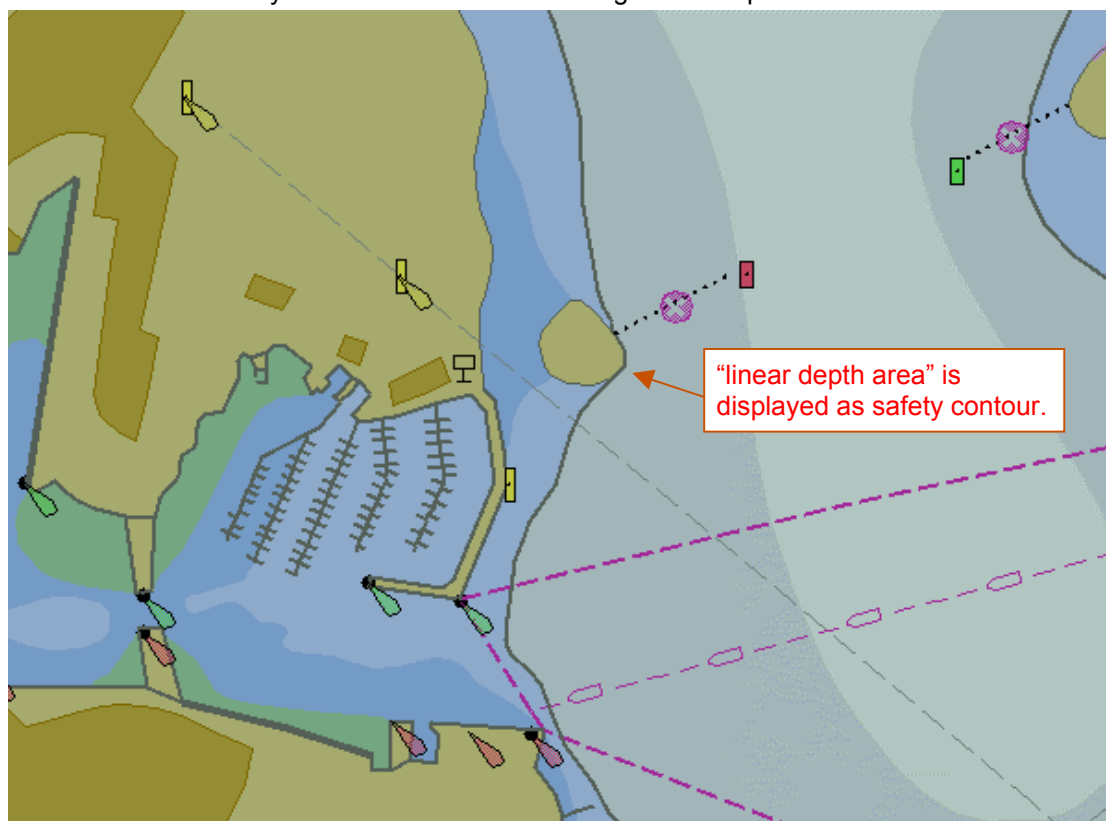 “linear depth area” is
displayed as safety contour.